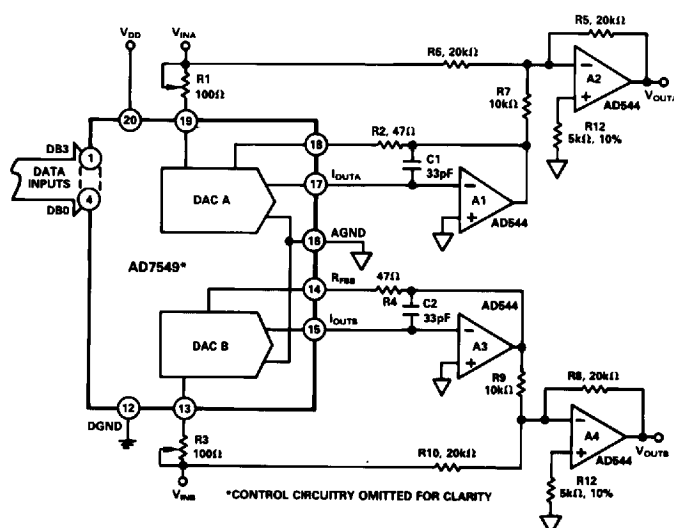 R5, 20kΩ
VDD
VINA
R6, 20kΩ
A2
AD544
VOUTA
R1
100Ω
R7
10kΩ
R12
5kΩ, 10%
20
19
R2, 47Ω
18
DB3
1
DATA
INPUTS
4
DB0
C1
33pF
17
IOUTA
DAC A
A1
AD544
16
AGND
AD7549*
RFBB
14
47Ω
R4
C2
33pF
AD544
15
IOUTB
DAC B
A3
R9
10kΩ
R8, 20kΩ
DGND
12
13
A4
AD544
VOUTB
R3
100Ω
R10, 20kΩ
R12
5kΩ, 10%
VINB
*CONTROL CIRCUITRY OMITTED FOR CLARITY